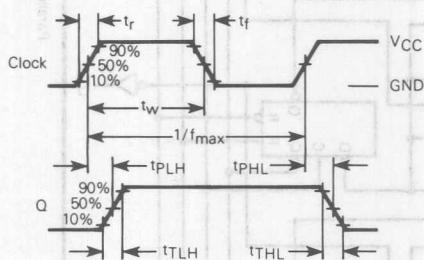 tr
tf
VCC
90%
Clock
50%
10%
GND
tw
1/fmax
tPLH
tPHL
90%
Q
50%
10%
tTLH
tTHL